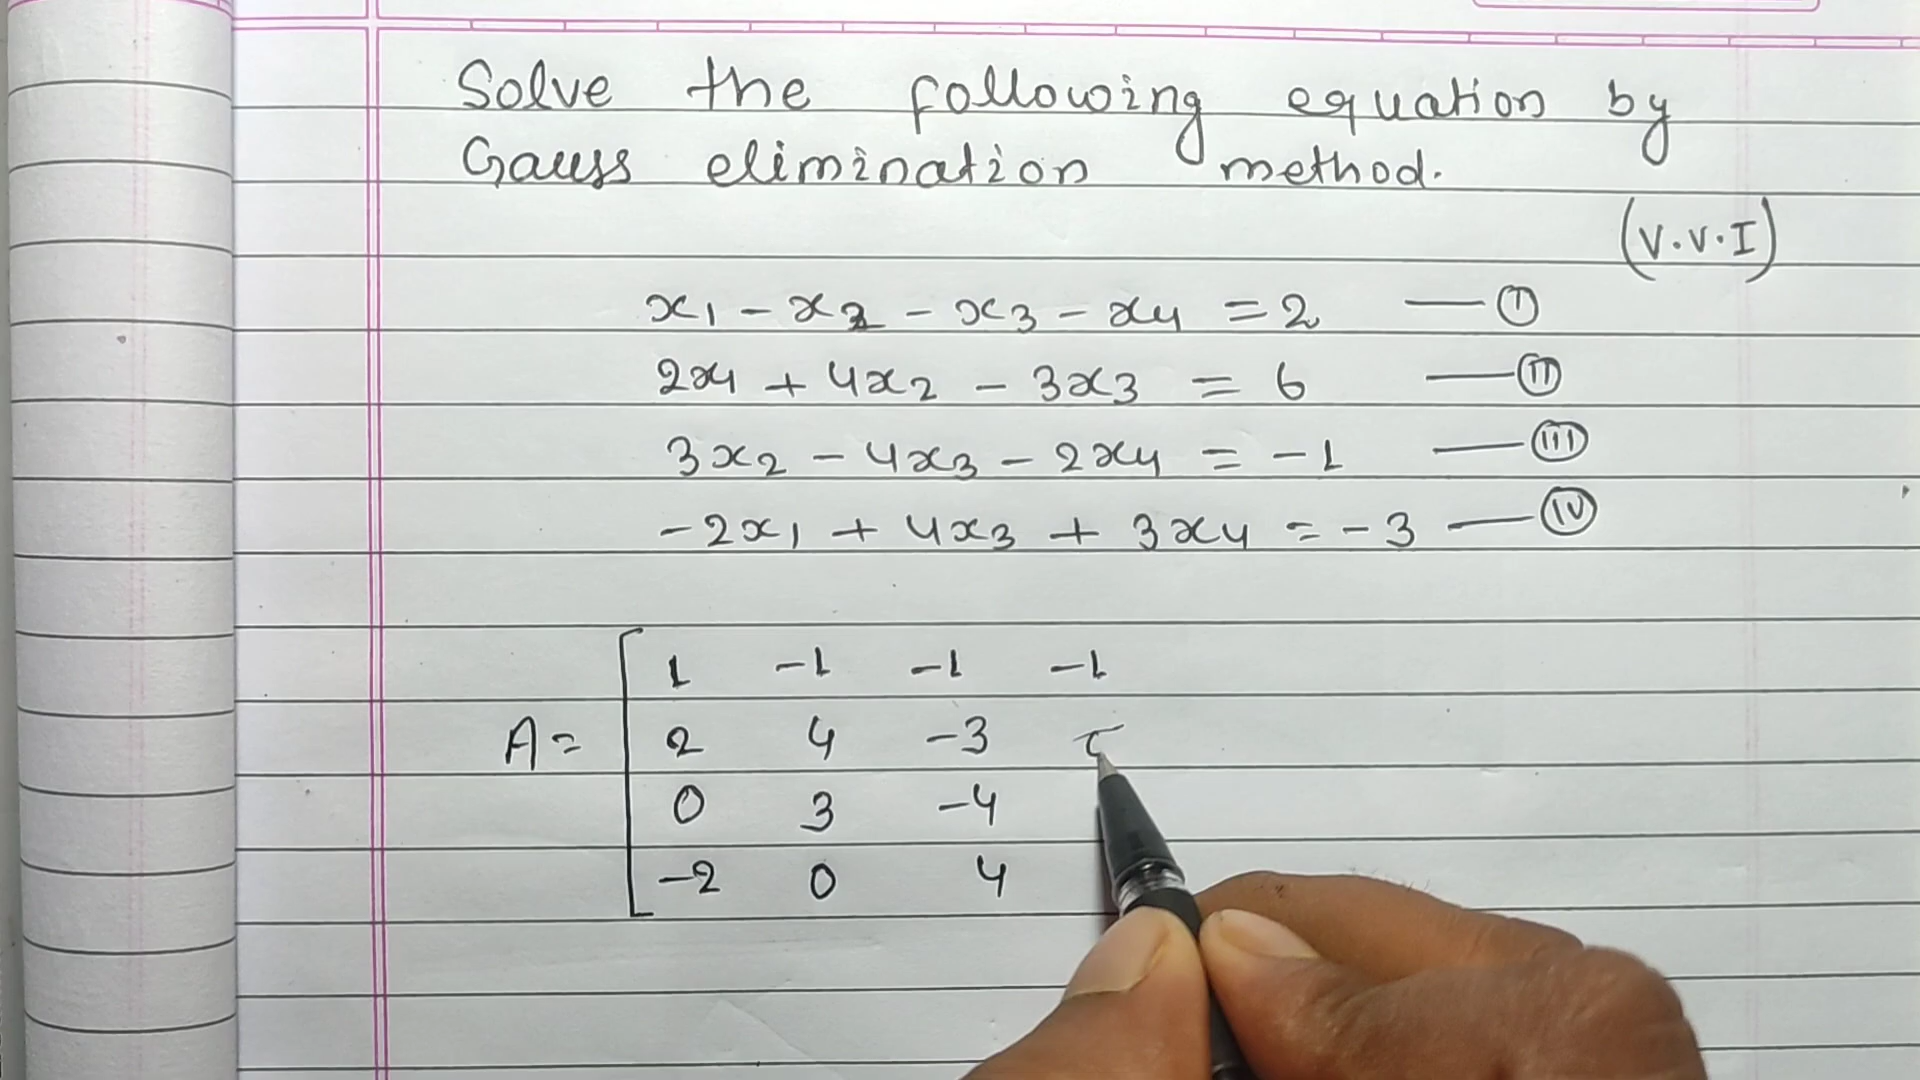 Solve the following equation by
Gauss elimination method.
(V.V.I)
x1 - x2 - x3 - x4 = 2 — I
2x1 + 4x2 - 3x3 = 6 — II
3x2 - 4x3 - 2x4 = -1 — III
-2x1 + 4x3 + 3x4 = -3 — IV
1 -1 -1 -1
A= 2 4 -3
0 3 -4
-2 0 4